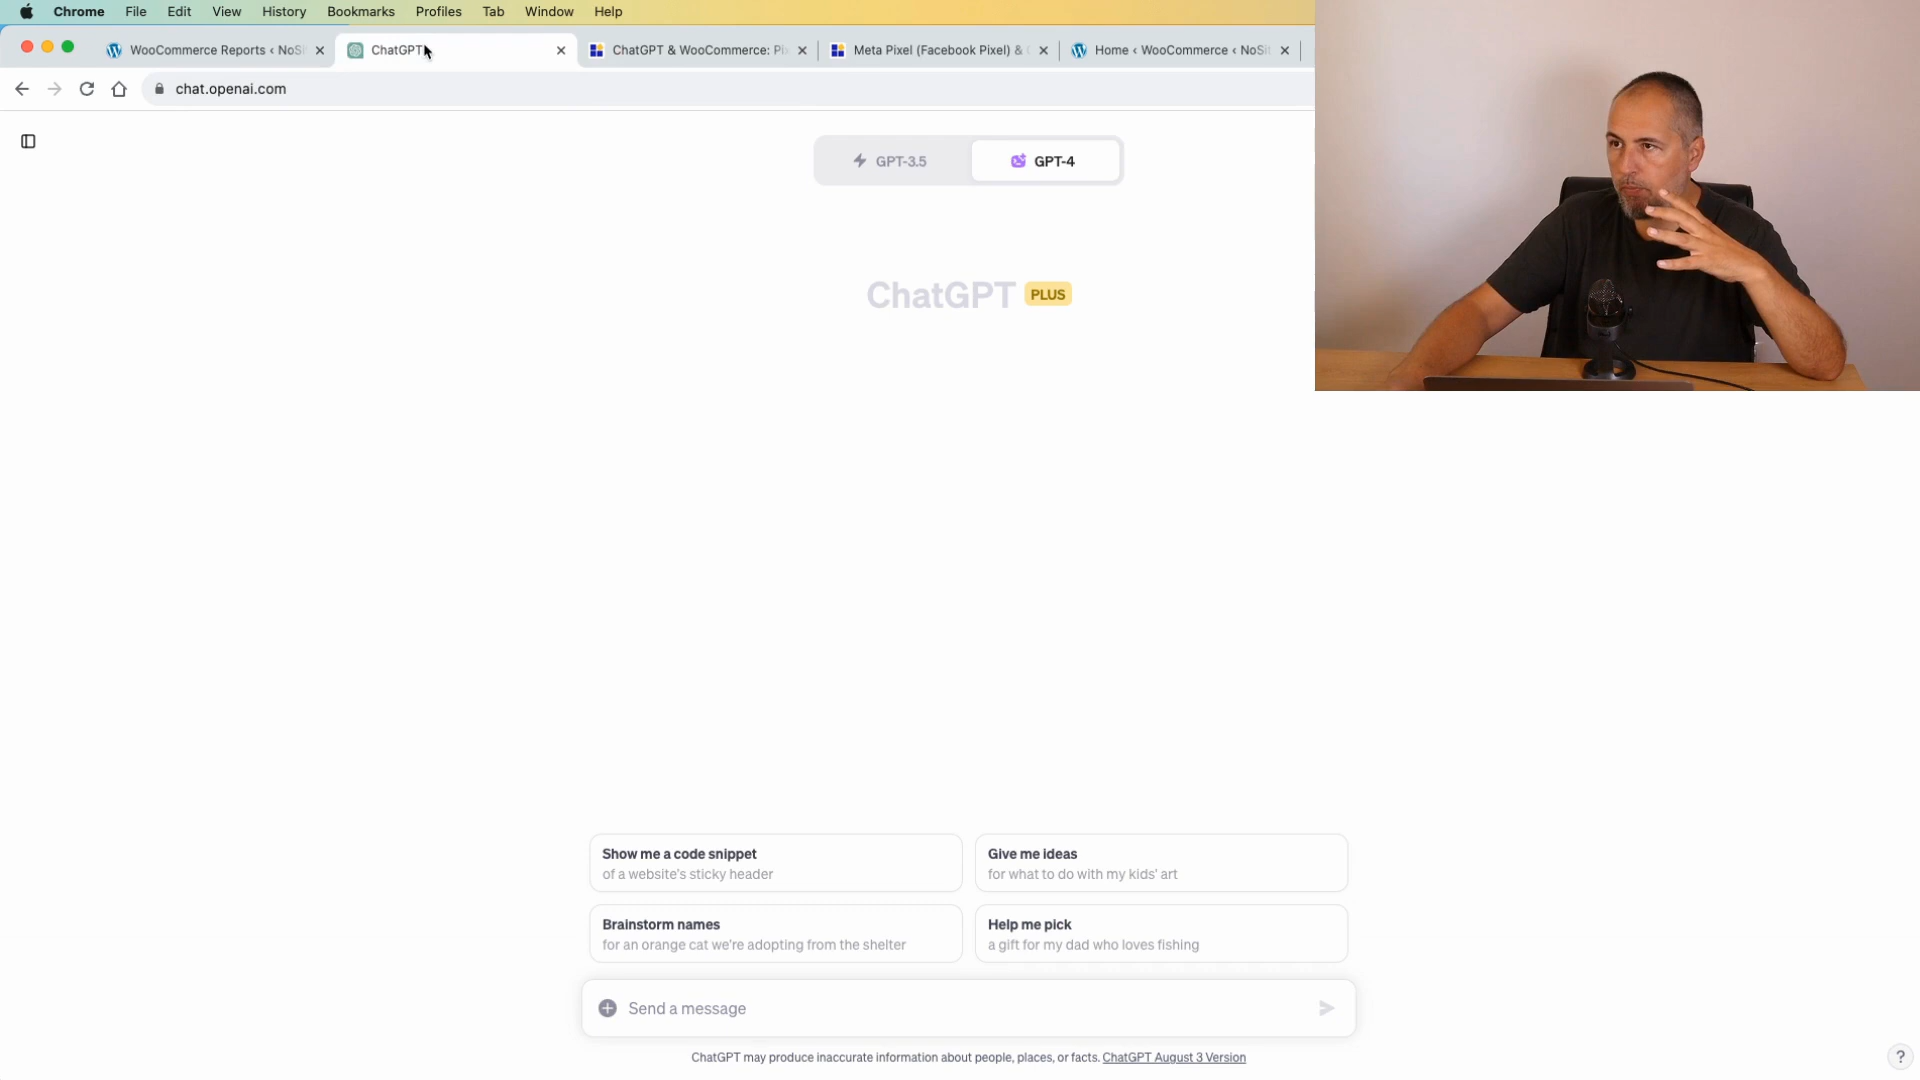 Chrome File Edit View History Bookmarks Profiles Tab Window Help
WooCommerce Reports ‹ NoSi
ChatGPT
ChatGPT & WooCommerce: Pi
Meta Pixel (Facebook Pixel) &
Home ‹ WooCommerce ‹ NoSi
chat.openai.com
GPT-3.5
GPT-4
ChatGPT PLUS
Show me a code snippet
of a website's sticky header
Give me ideas
for what to do with my kids' art
Brainstorm names
for an orange cat we're adopting from the shelter
Help me pick
a gift for my dad who loves fishing
Send a message
ChatGPT may produce inaccurate information about people, places, or facts. ChatGPT August 3 Version
?